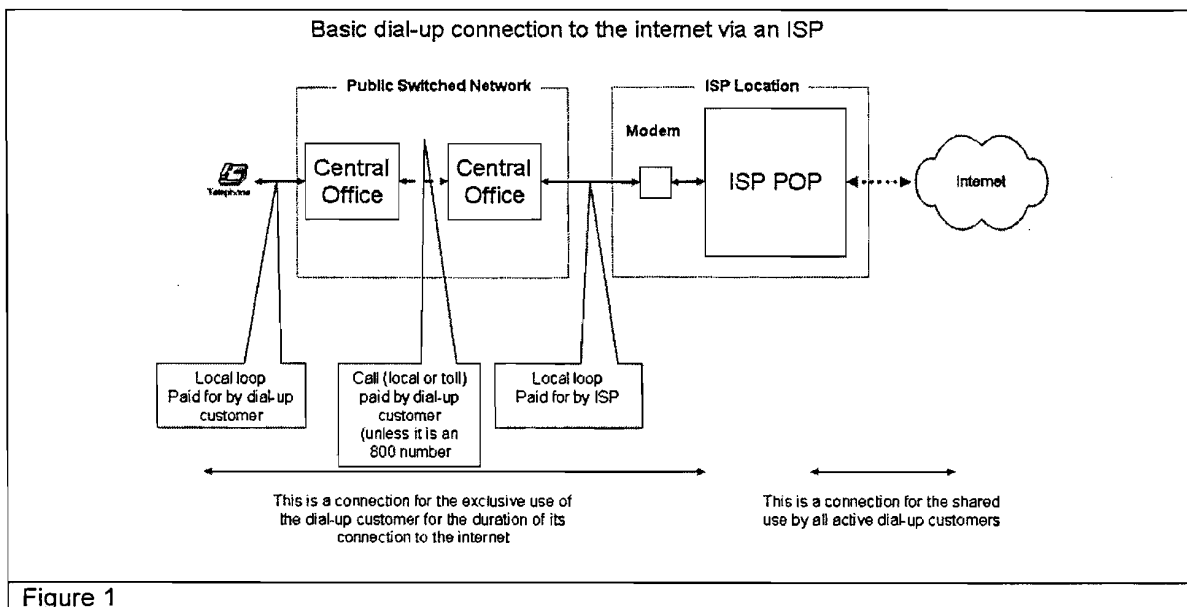 Basic dial-up connection to the internet via an ISP
Public Switched Network
ISP Location
Modem
Telephone
Central
Office
Central
Office
ISP POP
Internet
Local loop
Paid for by dial-up
customer
Call (local or toll)
paid by dial-up
customer
(unless it is an
800 number
Local loop
Paid for by ISP
This is a connection for the exclusive use of
the dial-up customer for the duration of its
connection to the internet
This is a connection for the shared
use by all active dial-up customers
Figure 1